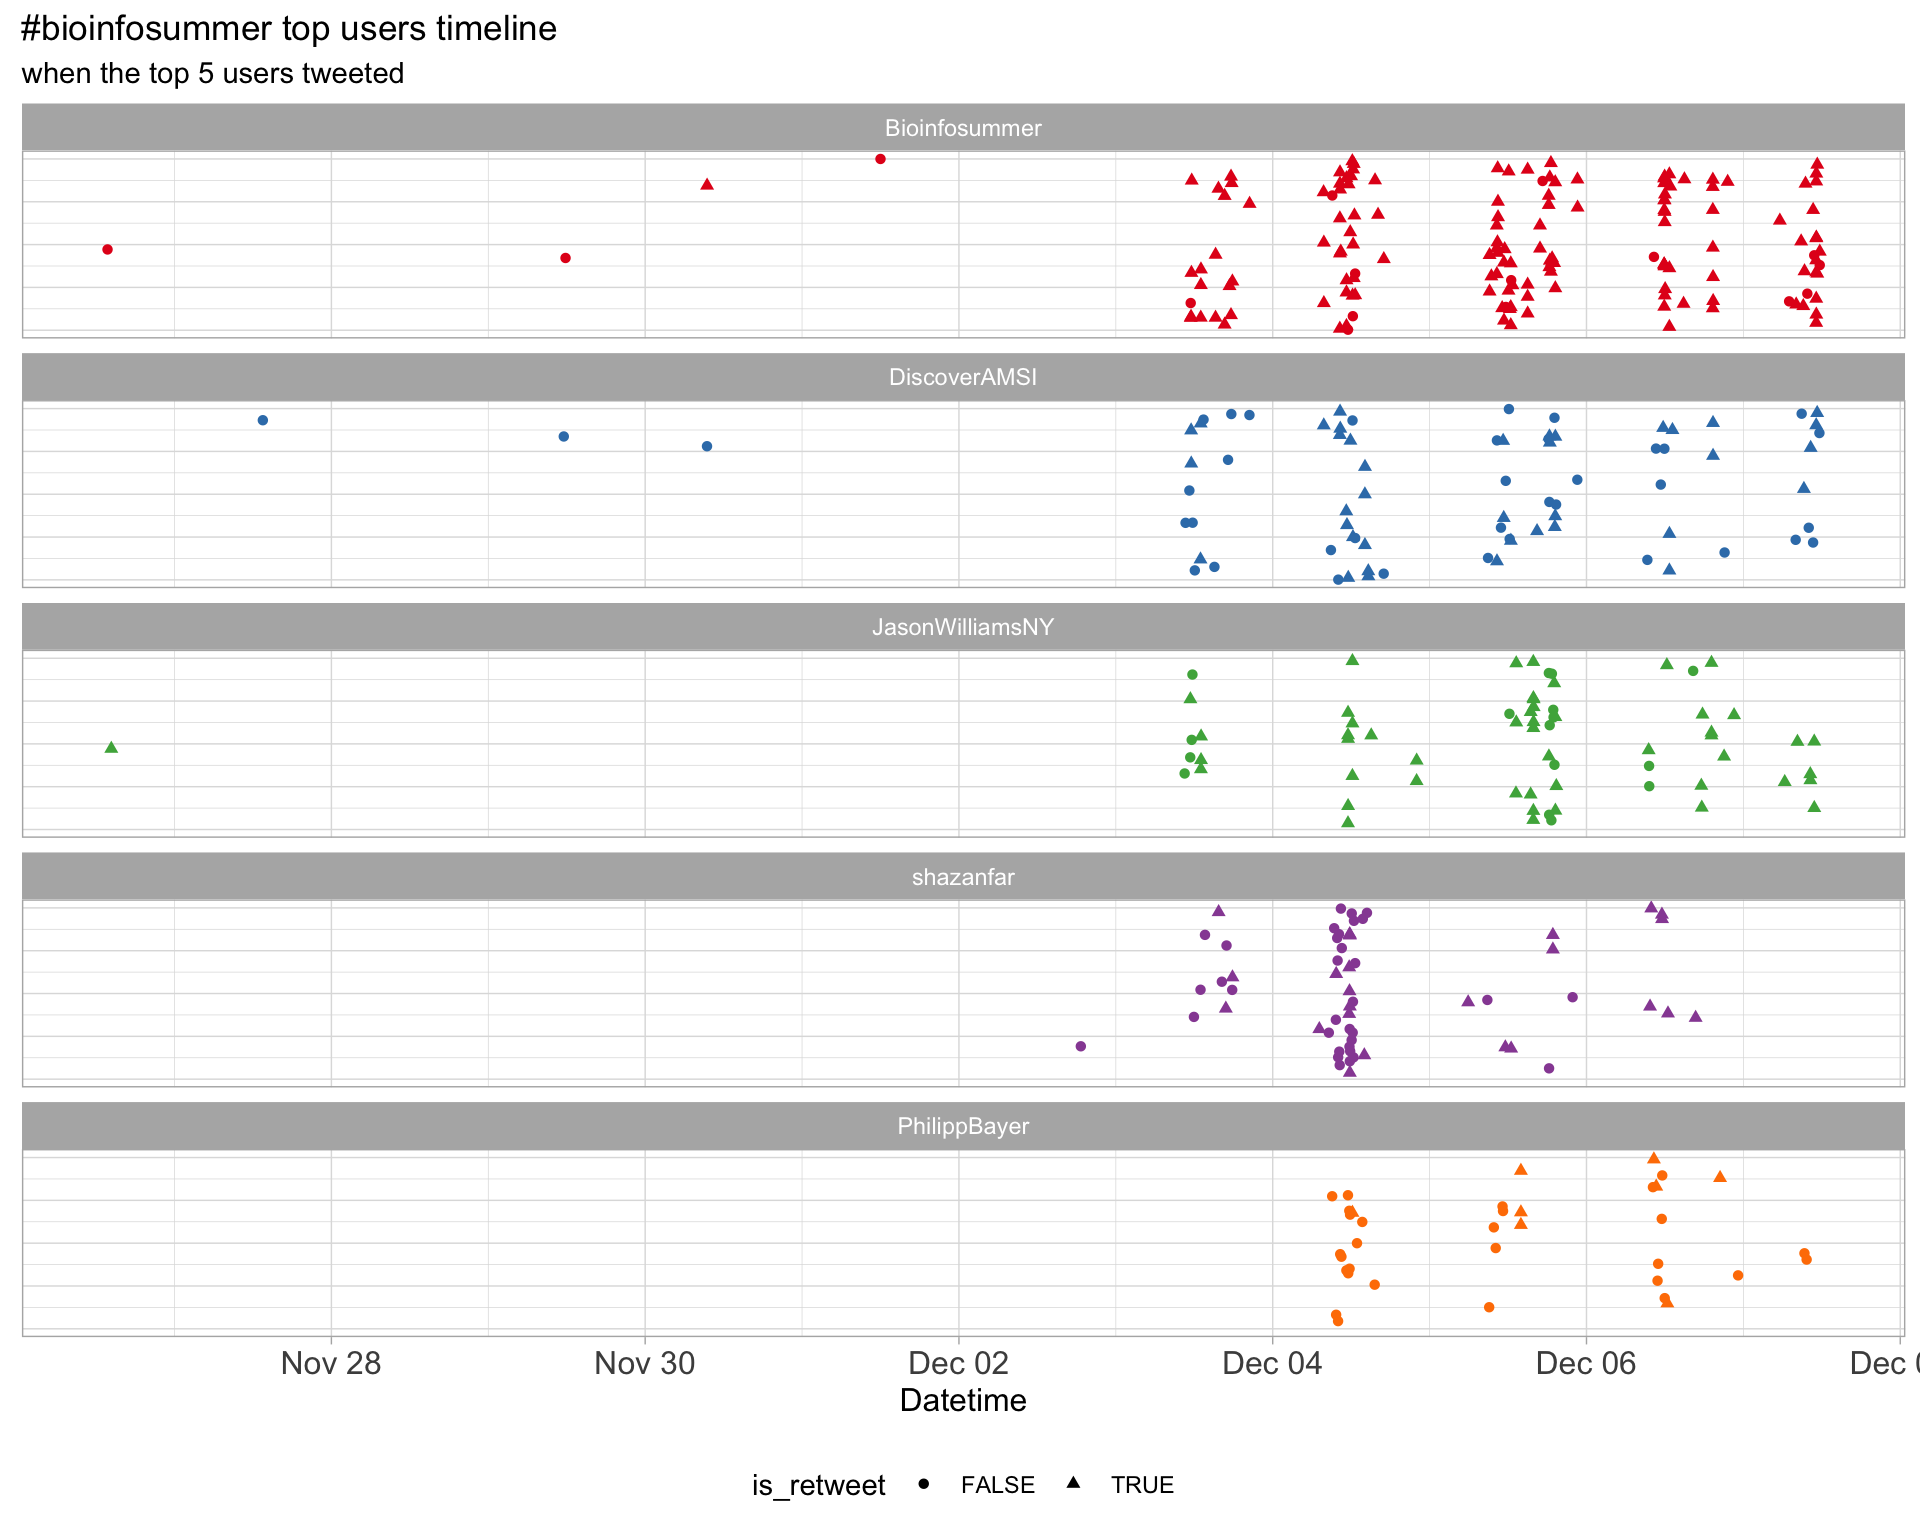 #bioinfosummer top users timeline
when the top 5 users tweeted
Bioinfosummer
DiscoverAMSI
JasonWilliamsNY
shazanfar
PhilippBayer
Nov 28 Nov 30 Dec 02 Dec 04 Dec 06 Dec
Datetime
is_retweet FALSE TRUE